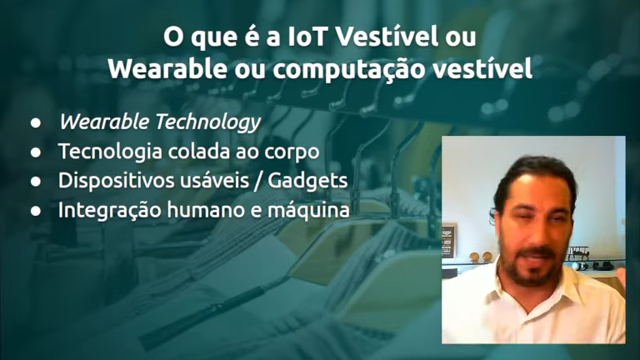 O que é a IoT Vestível ou
Wearable ou computação vestível
● Wearable Technology
● Tecnologia colada ao corpo
● Dispositivos usáveis / Gadgets
● Integração humano e máquina